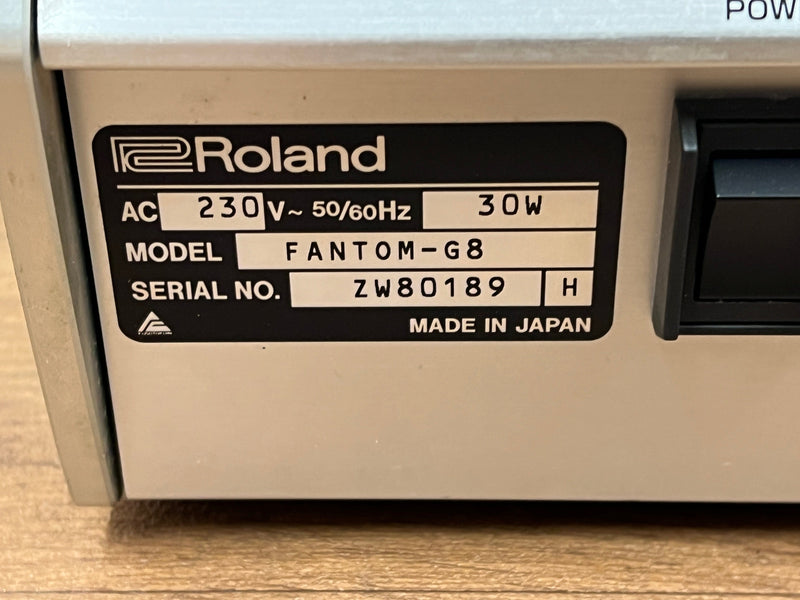 POW
Roland
AC 230 V~ 50/60Hz 30W
MODEL FANTOM-G8
SERIAL NO. ZW80189 H
MADE IN JAPAN